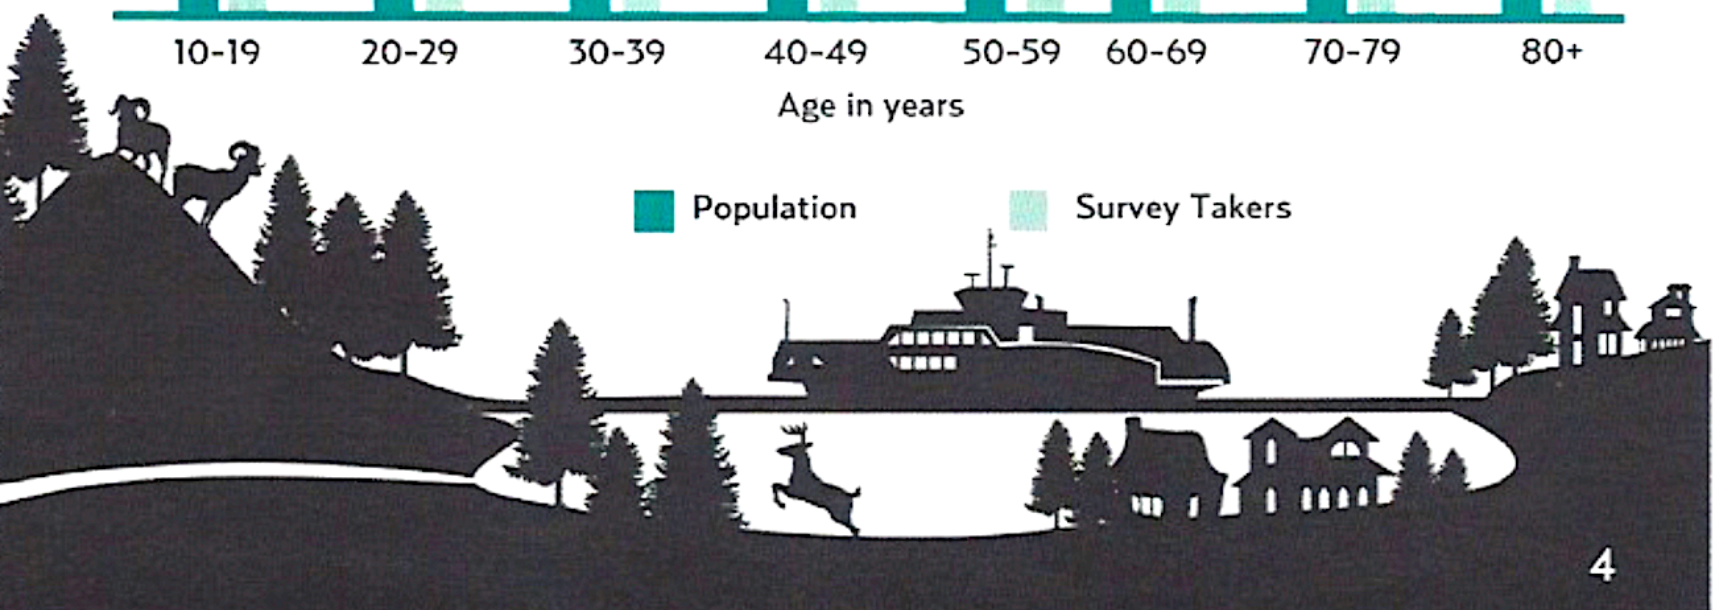 10-19 20-29 30-39 40-49 50-59 60-69 70-79 80+
Age in years
Population Survey Takers
4